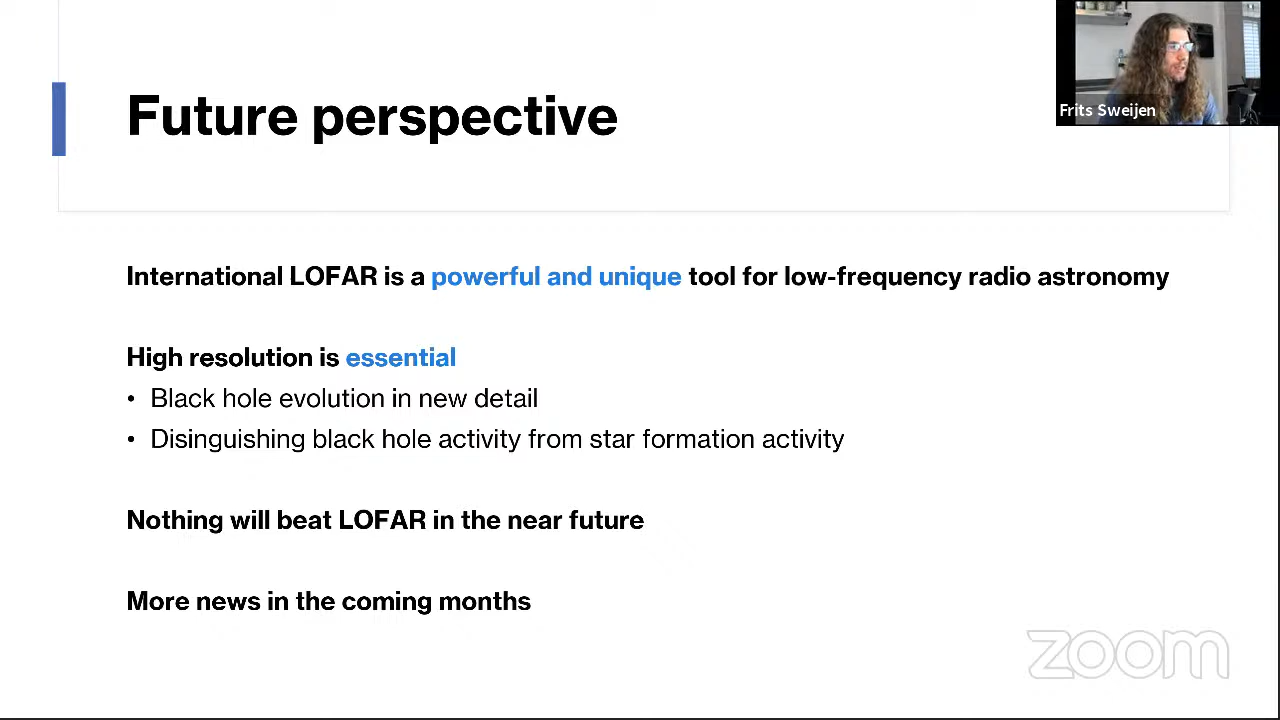 Future perspective
Frits Sweijen
International LOFAR is a powerful and unique tool for low-frequency radio astronomy
High resolution is essential
• Black hole evolution in new detail
• Disinguishing black hole activity from star formation activity
Nothing will beat LOFAR in the near future
More news in the coming months
zoom